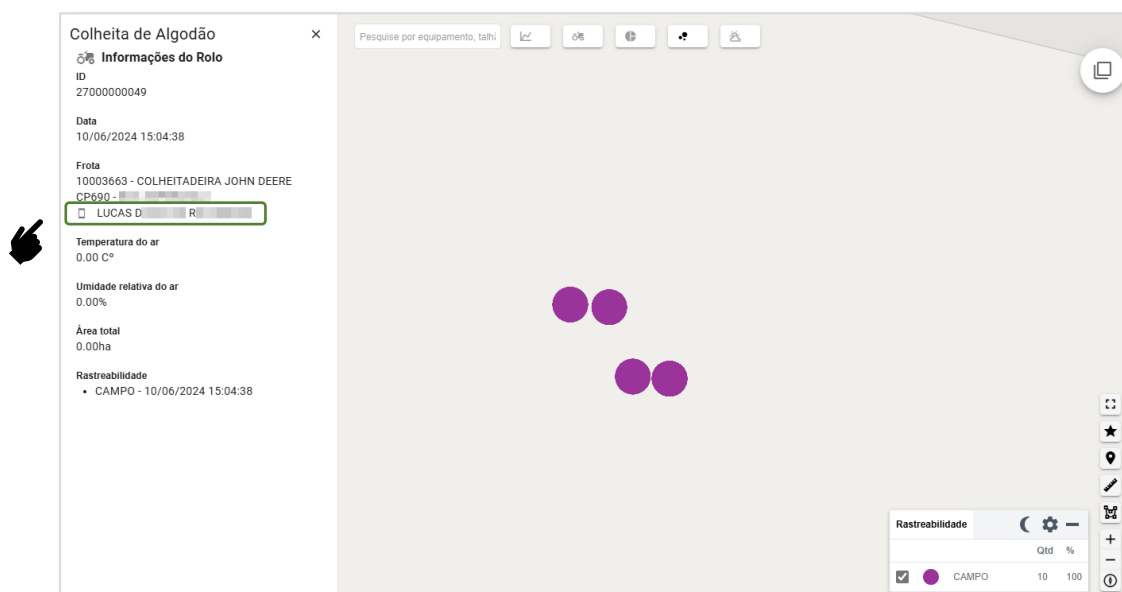 Colheita de Algodão
Informações do Rolo
ID
27000000049
Data
10/06/2024 15:04:38
Frota
10003663 - COLHEITADEIRA JOHN DEERE
CP690 -
LUCAS D R
Temperatura do ar
0.00 Cº
Umidade relativa do ar
0.00%
Área total
0.00ha
Rastreabilidade
• CAMPO - 10/06/2024 15:04:38
Pesquise por equipamento, talh
Rastreabilidade
Qtd %
CAMPO 10 100